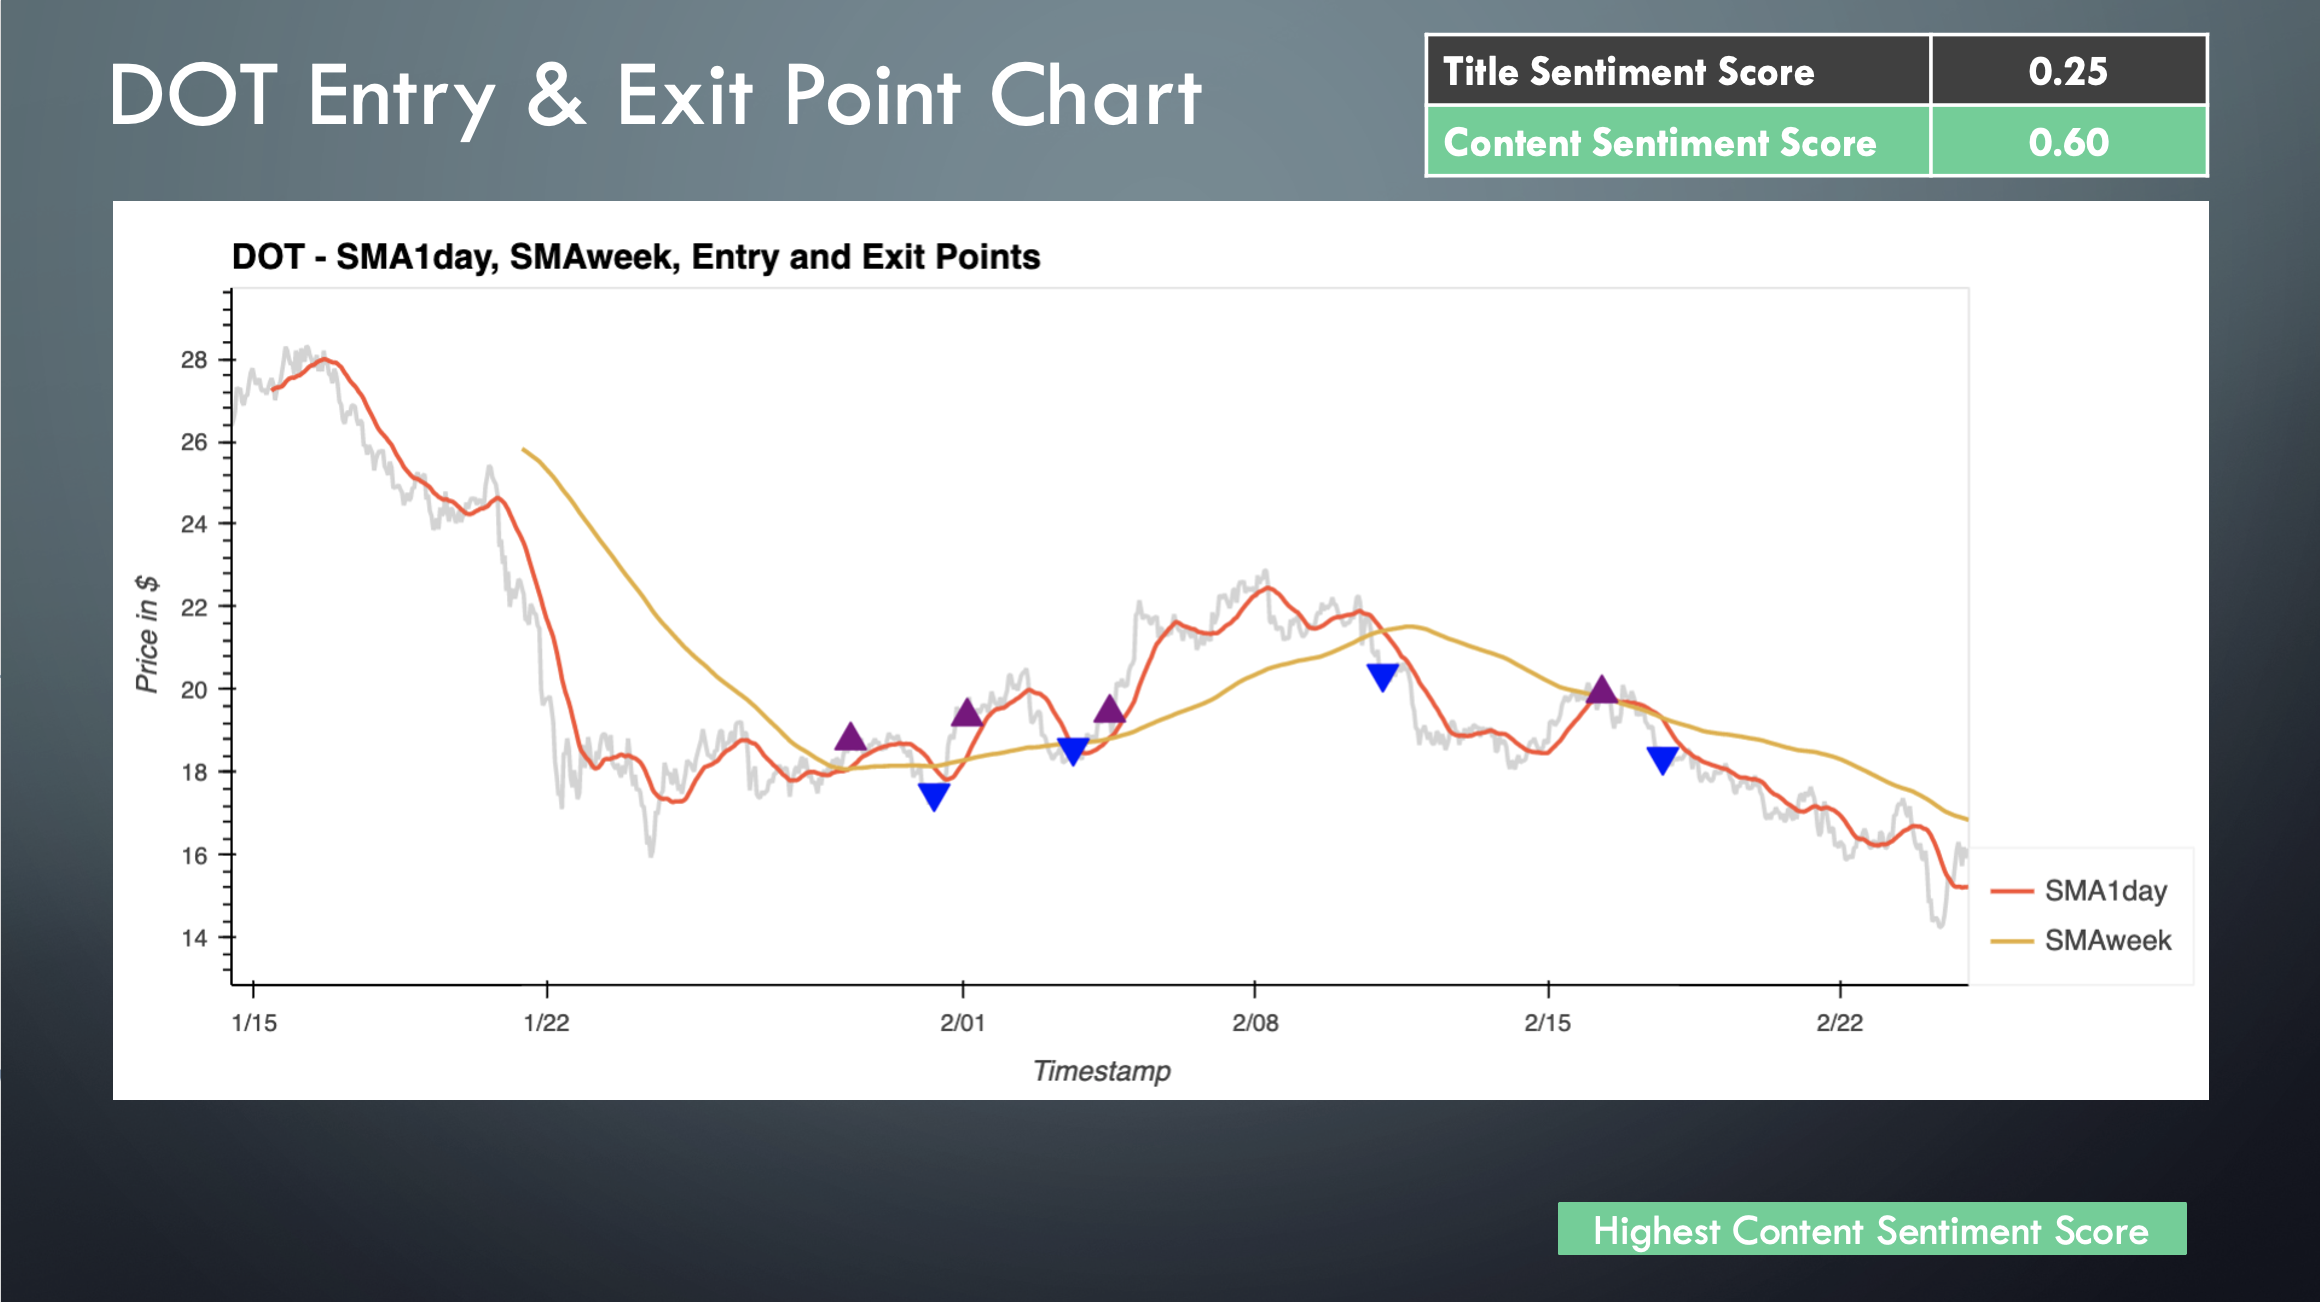 DOT Entry & Exit Point Chart
Title Sentiment Score 0.25
Content Sentiment Score 0.60
DOT - SMA1day, SMAweek, Entry and Exit Points
28
26
24
22
20
18
16
14
Price in $
1/15 1/22 2/01 2/08 2/15 2/22
Timestamp
SMA1day
SMAweek
Highest Content Sentiment Score